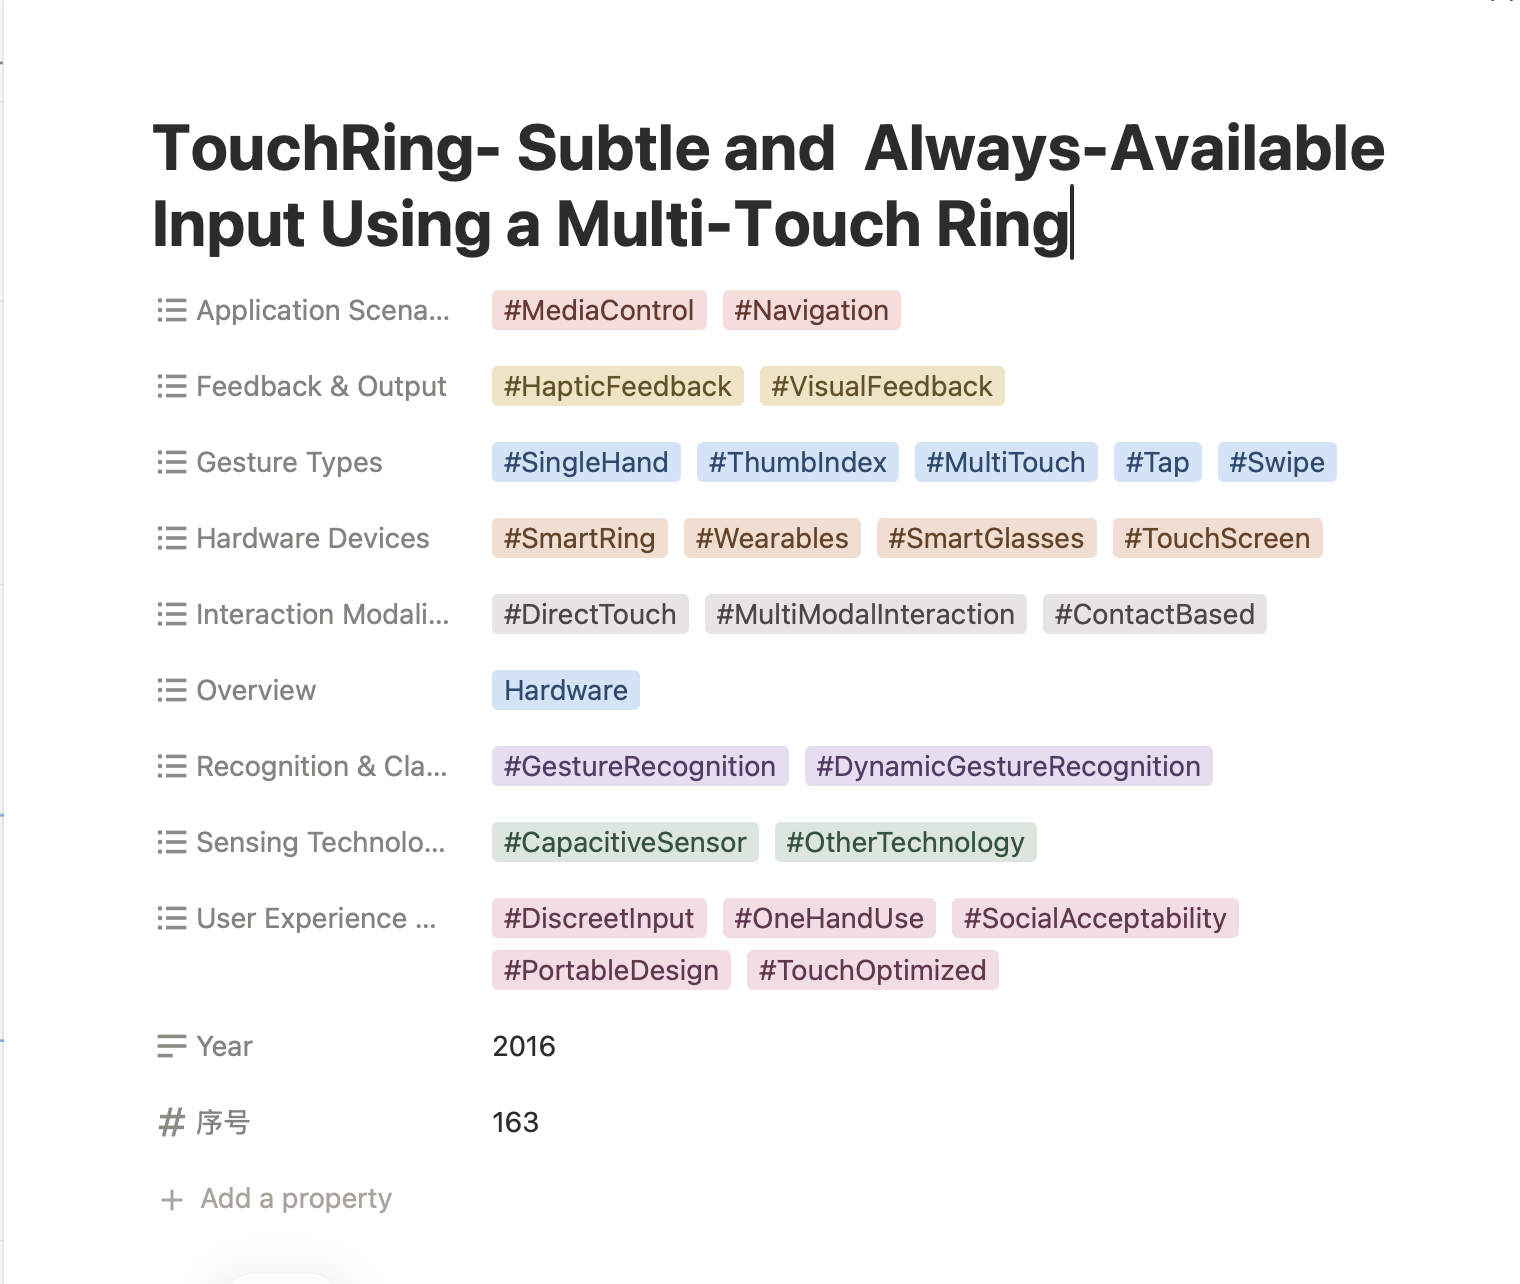 TouchRing- Subtle and  Always-Available
Input Using a Multi-Touch Ring
Application Scena... #MediaControl #Navigation
Feedback & Output #HapticFeedback #VisualFeedback
Gesture Types #SingleHand #ThumbIndex #MultiTouch #Tap #Swipe
Hardware Devices #SmartRing #Wearables #SmartGlasses #TouchScreen
Interaction Modali... #DirectTouch #MultiModalInteraction #ContactBased
Overview Hardware
Recognition & Cla... #GestureRecognition #DynamicGestureRecognition
Sensing Technolo... #CapacitiveSensor #OtherTechnology
User Experience ... #DiscreetInput #OneHandUse #SocialAcceptability
#PortableDesign #TouchOptimized
Year 2016
# 序号 163
+ Add a property